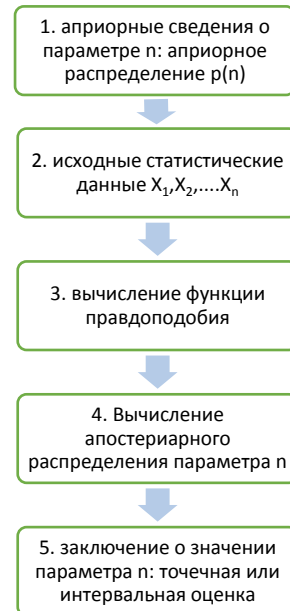 1. априорные сведения о
параметре n: априорное
распределение p(n)
2. исходные статистические
данные X₁,X₂,....Xₙ
3. вычисление функции
правдоподобия
4. Вычисление
апостериарного
распределения параметра n
5. заключение о значении
параметра n: точечная или
интервальная оценка